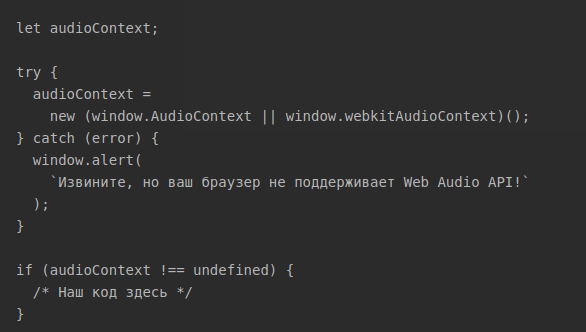 let audioContext;
try {
audioContext =
new (window.AudioContext || window.webkitAudioContext)();
} catch (error) {
window.alert(
`Извините, но ваш браузер не поддерживает Web Audio API!`
);
}
if (audioContext !== undefined) {
/* Наш код здесь */
}